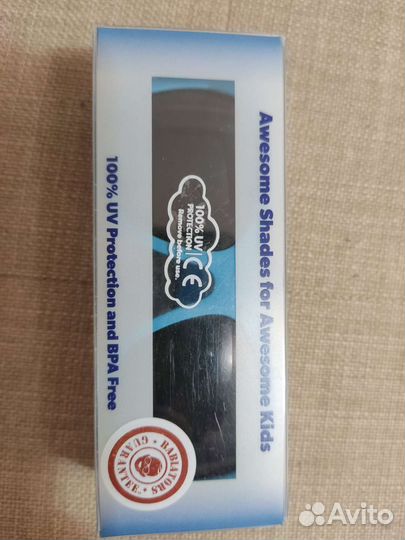 Awesome Shades for Awesome Kids
100% UV
PROTECTION
Remove before use.
CE
100% UV Protection and BPA Free
BABIATORS
GUARANTEE
Avito